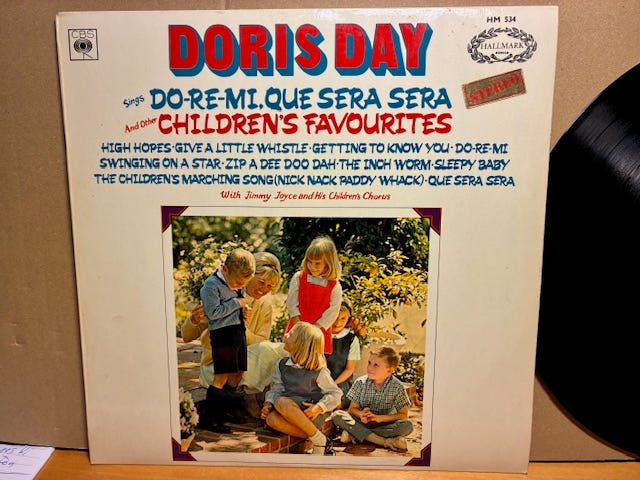 CBS
DORIS DAY
HM 534
HALLMARK
STEREO
Sings DO-RE-MI. QUE SERA SERA
And Other CHILDREN'S FAVOURITES
HIGH HOPES · GIVE A LITTLE WHISTLE · GETTING TO KNOW YOU · DO-RE-MI
SWINGING ON A STAR · ZIP A DEE DOO DAH · THE INCH WORM · SLEEPY BABY
THE CHILDREN'S MARCHING SONG (NICK NACK PADDY WHACK) · QUE SERA SERA
With Jimmy Joyce and His Children's Chorus